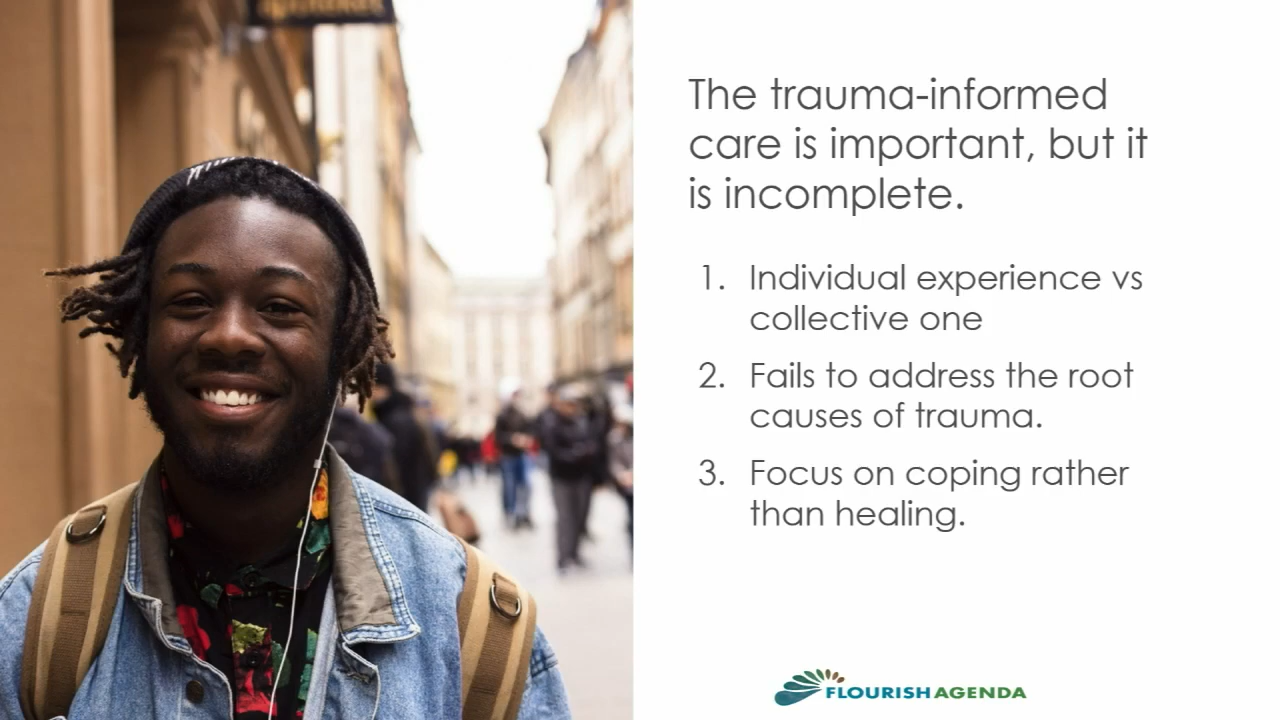 The trauma-informed
care is important, but it
is incomplete.
1. Individual experience vs
collective one
2. Fails to address the root
causes of trauma.
3. Focus on coping rather
than healing.
FLOURISH AGENDA